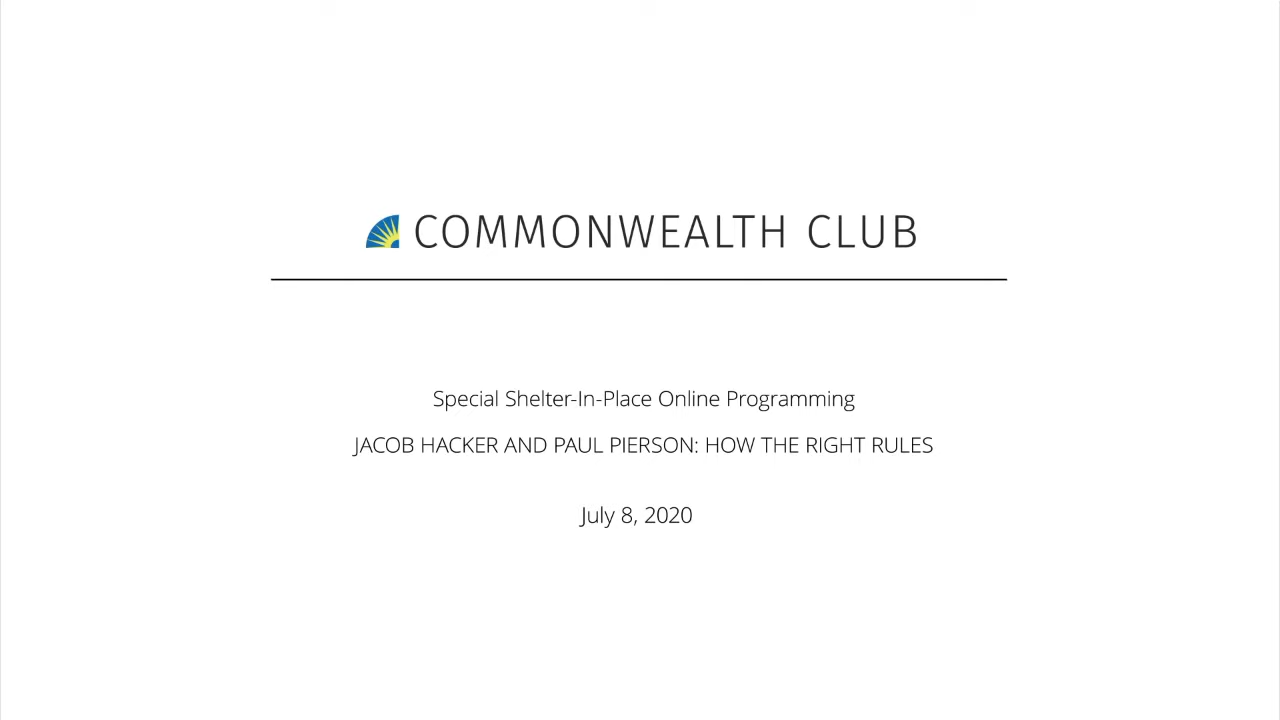 COMMONWEALTH CLUB
Special Shelter-In-Place Online Programming
JACOB HACKER AND PAUL PIERSON: HOW THE RIGHT RULES
July 8, 2020